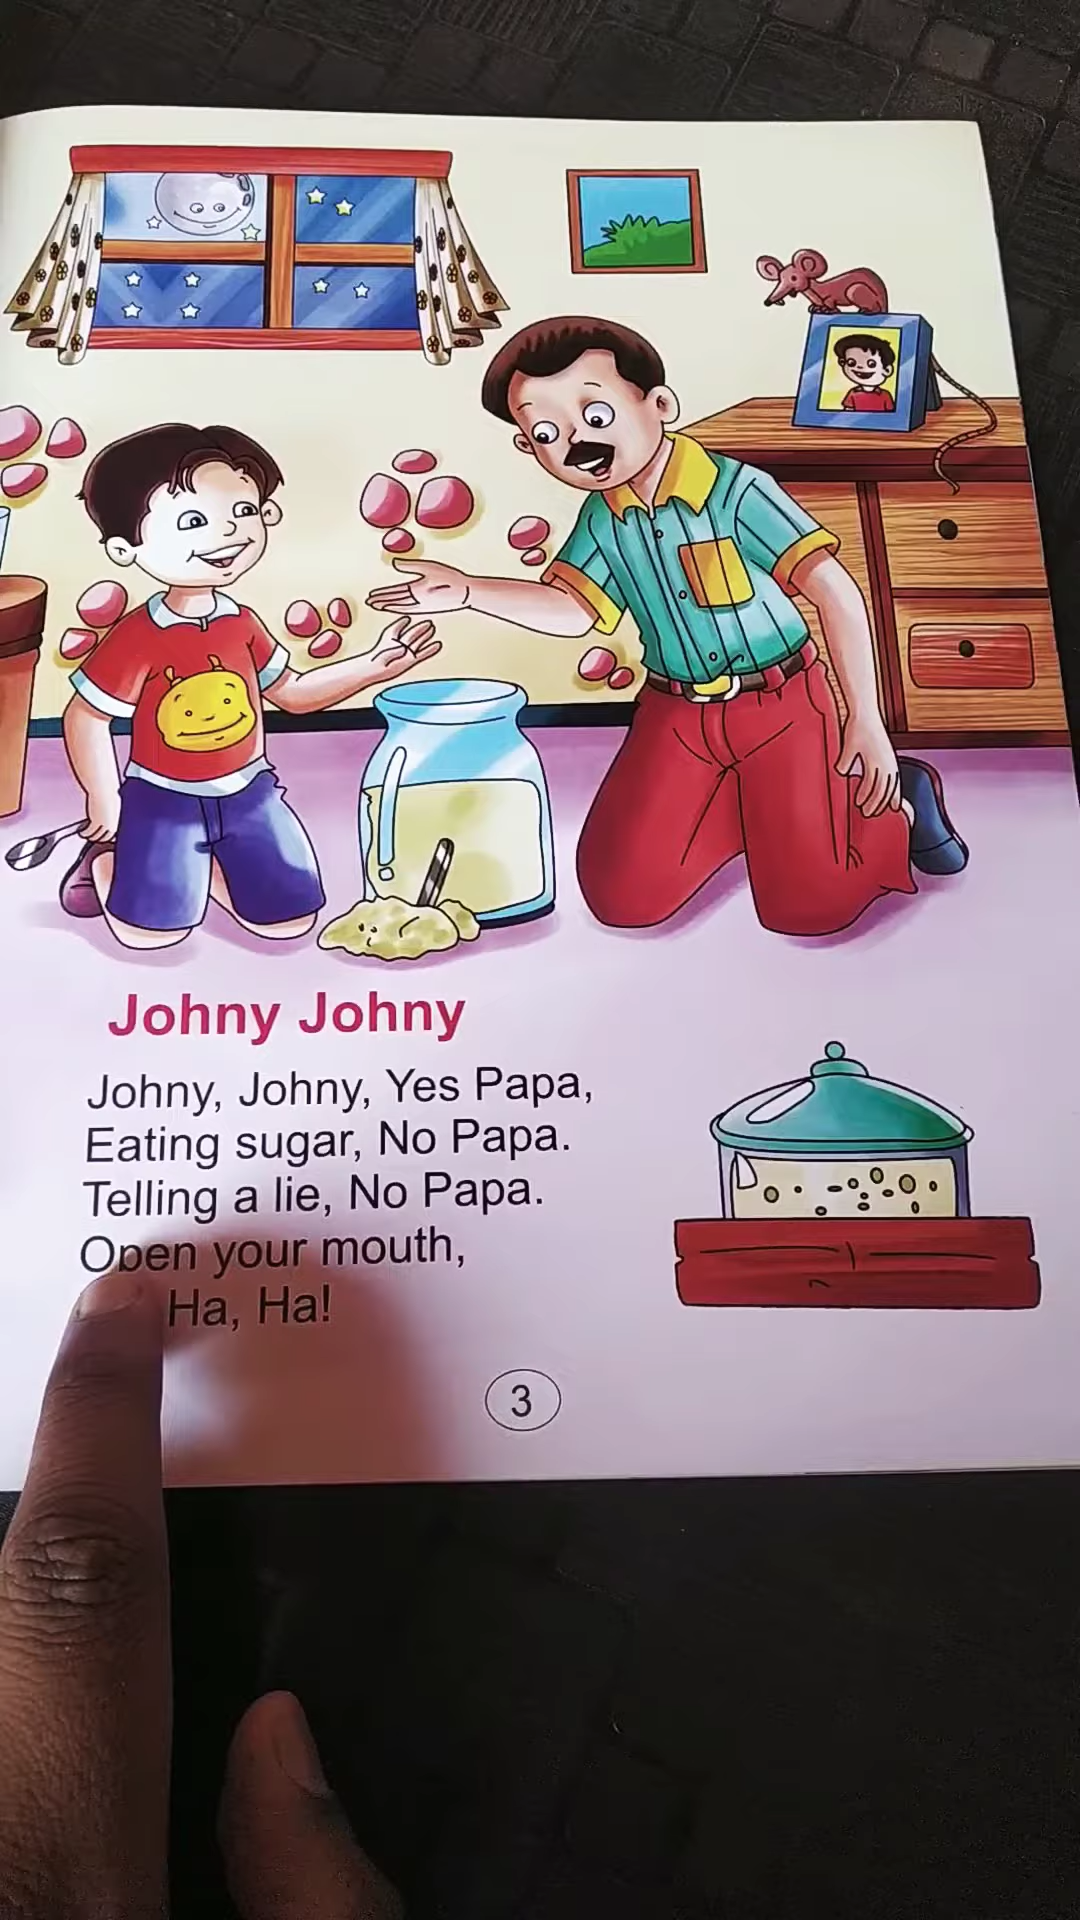 Johny Johny
Johny, Johny, Yes Papa,
Eating sugar, No Papa.
Telling a lie, No Papa.
Open your mouth,
Ha, Ha!
3